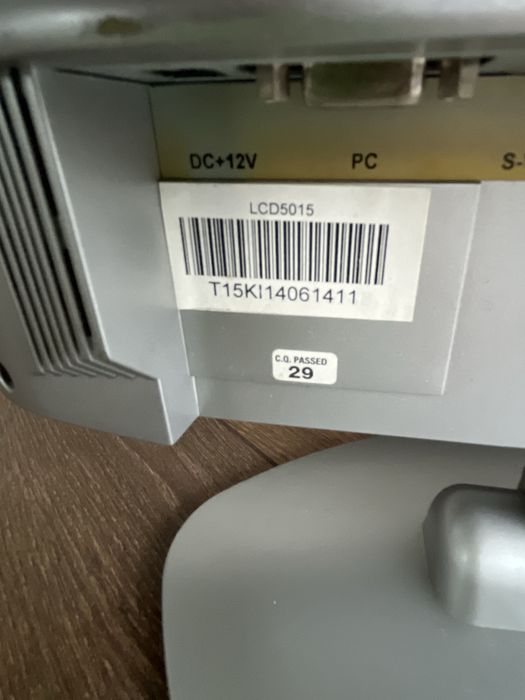 DC+12V PC S-
LCD5015
T15KI14061411
C.Q. PASSED
29